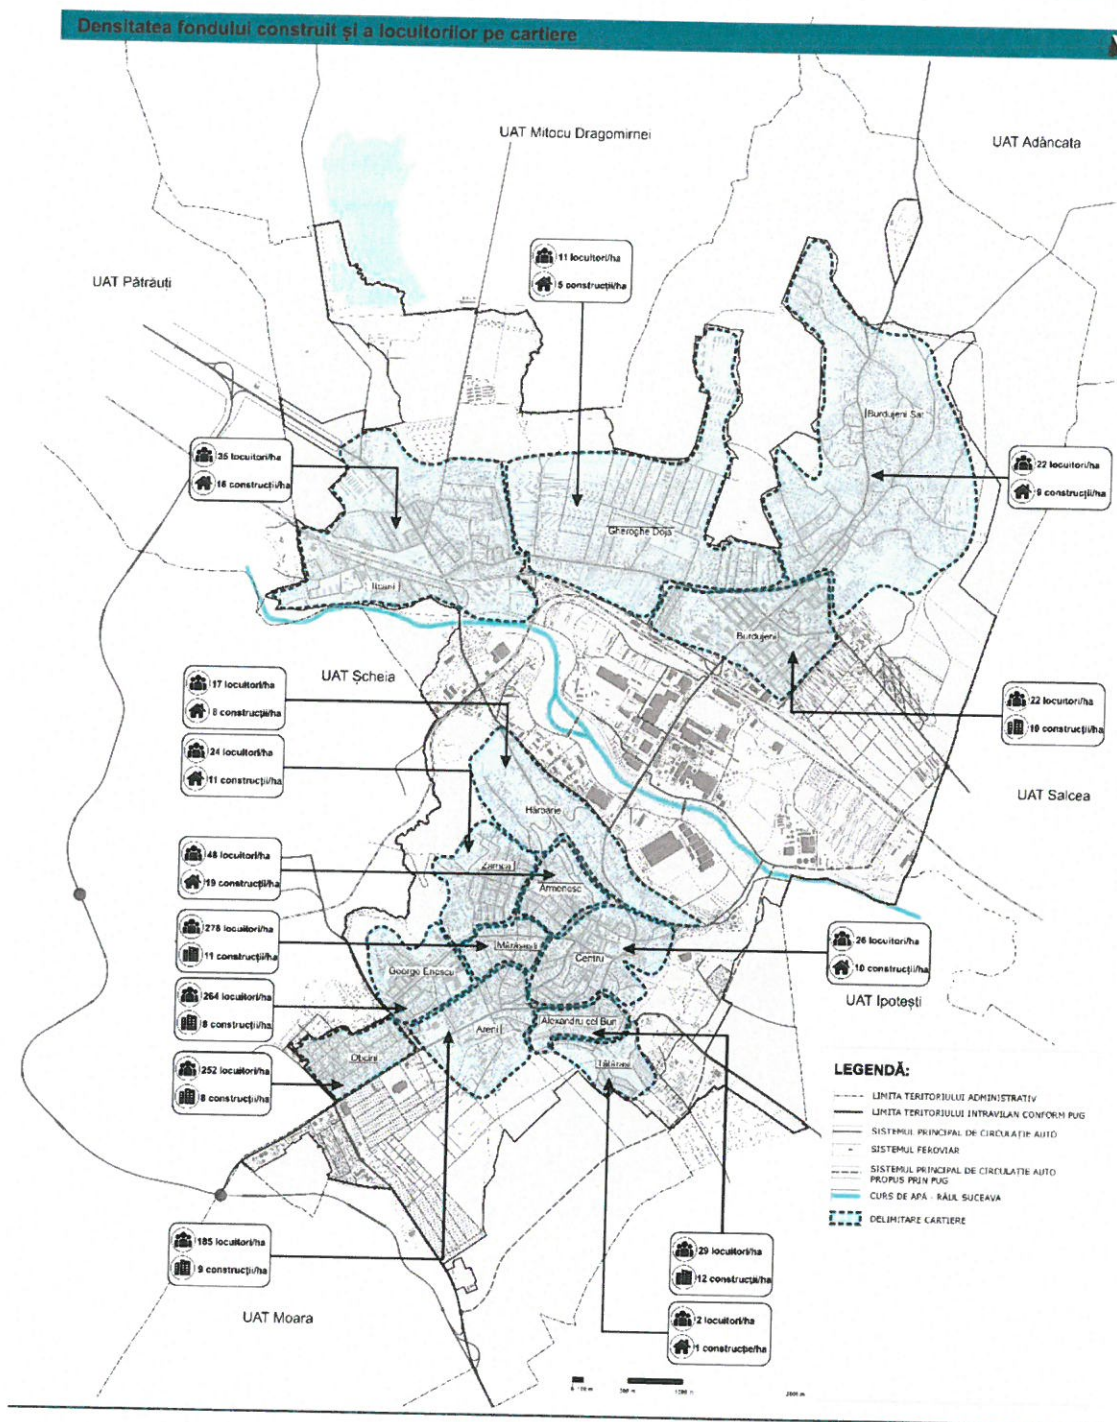 Densitatea fondului construit și a locuitorilor pe cartiere
UAT Mitocu Dragomirnei
UAT Adâncata
UAT Pătrăuți
11 locuitori/ha
5 construcții/ha
Burdujeni Sat
35 locuitori/ha
16 construcții/ha
22 locuitori/ha
9 construcții/ha
Gheroghe Doja
Ițcani
Burdujeni
UAT Șcheia
17 locuitori/ha
8 construcții/ha
22 locuitori/ha
10 construcții/ha
24 locuitori/ha
11 construcții/ha
UAT Salcea
Hărbărie
48 locuitori/ha
19 construcții/ha
Zamca
Armenesc
278 locuitori/ha
11 construcții/ha
Mărășești
Centru
26 locuitori/ha
10 construcții/ha
George Enescu
264 locuitori/ha
8 construcții/ha
UAT Ipotești
Areni
Alexandru cel Bun
Obcini
Tătărași
252 locuitori/ha
8 construcții/ha
LEGENDĂ:
LIMITA TERITORIULUI ADMINISTRATIV
LIMITA TERITORIULUI INTRAVILAN CONFORM PUG
SISTEMUL PRINCIPAL DE CIRCULAȚIE AUTO
SISTEMUL FEROVIAR
SISTEMUL PRINCIPAL DE CIRCULAȚIE AUTO
PROPUS PRIN PUG
CURS DE APĂ - RÂUL SUCEAVA
DELIMITARE CARTIERE
185 locuitori/ha
9 construcții/ha
29 locuitori/ha
12 construcții/ha
UAT Moara
2 locuitori/ha
1 construcție/ha